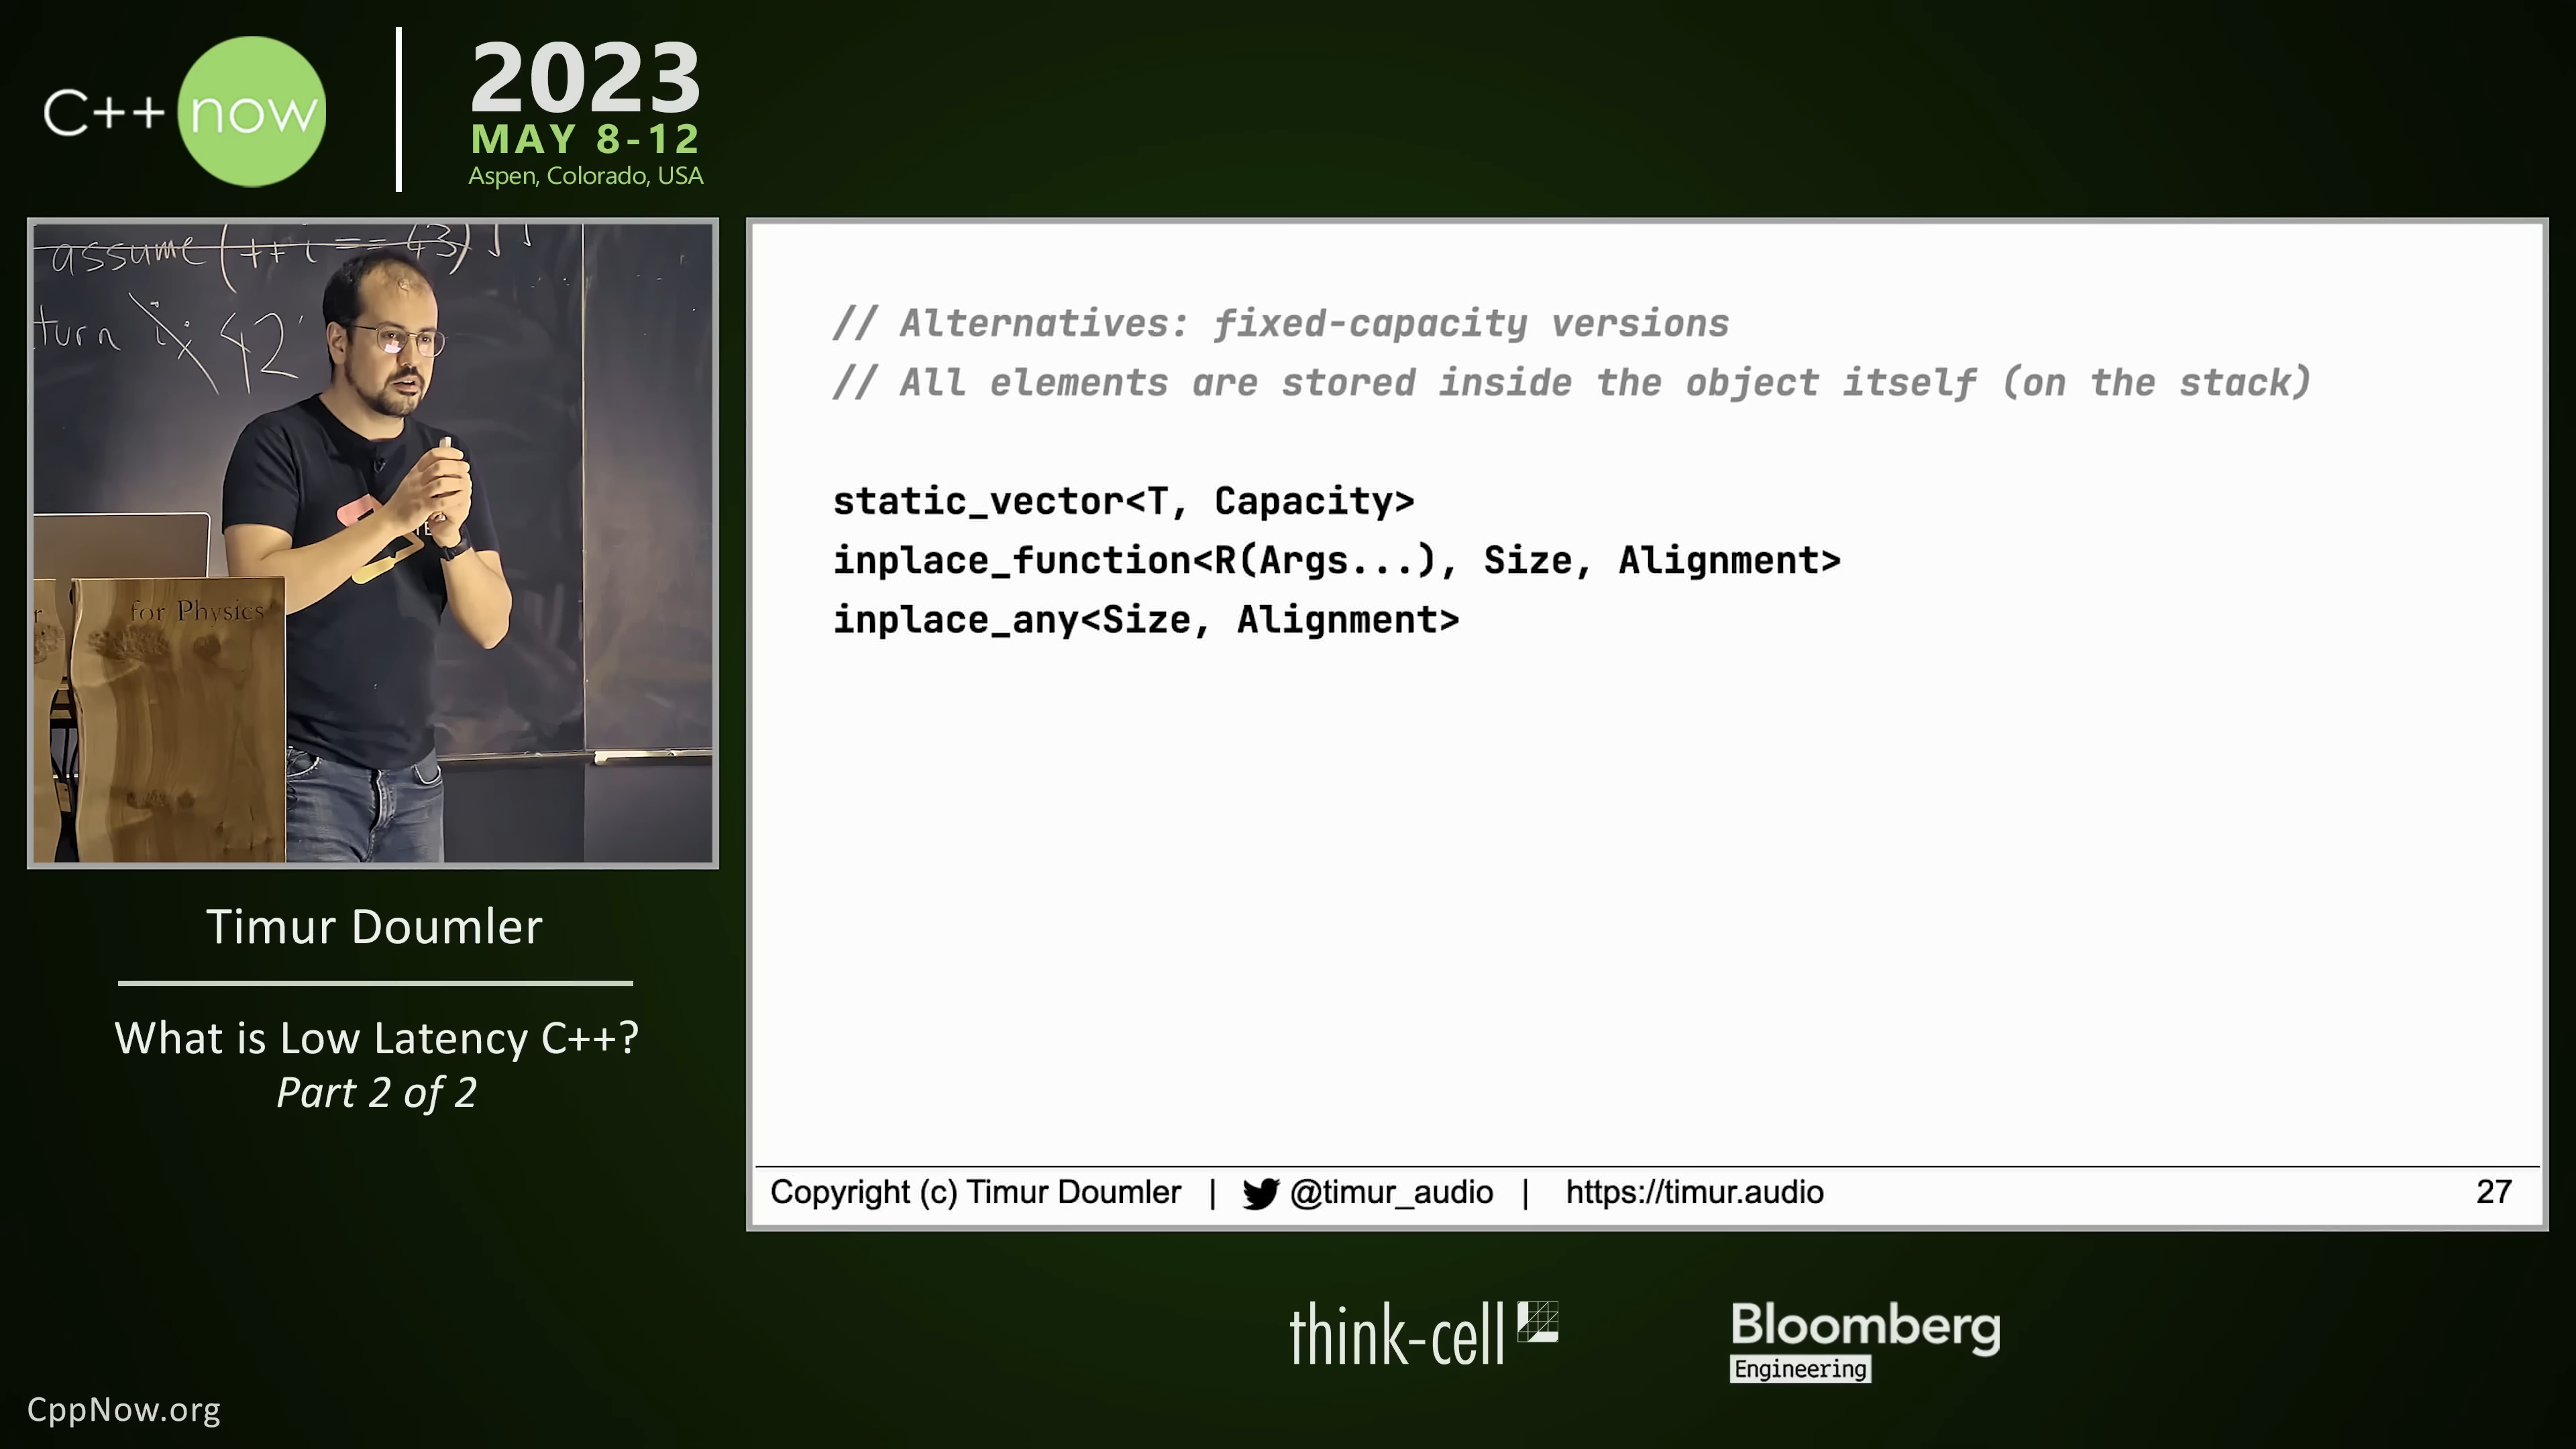 C++ now
2023
MAY 8-12
Aspen, Colorado, USA
assume (++i == 43)
turn i 42
for Physics
Timur Doumler
What is Low Latency C++?
Part 2 of 2
// Alternatives: fixed-capacity versions
// All elements are stored inside the object itself (on the stack)
static_vector<T, Capacity>
inplace_function<R(Args...), Size, Alignment>
inplace_any<Size, Alignment>
Copyright (c) Timur Doumler | @timur_audio | https://timur.audio 27
think-cell
Bloomberg
Engineering
CppNow.org